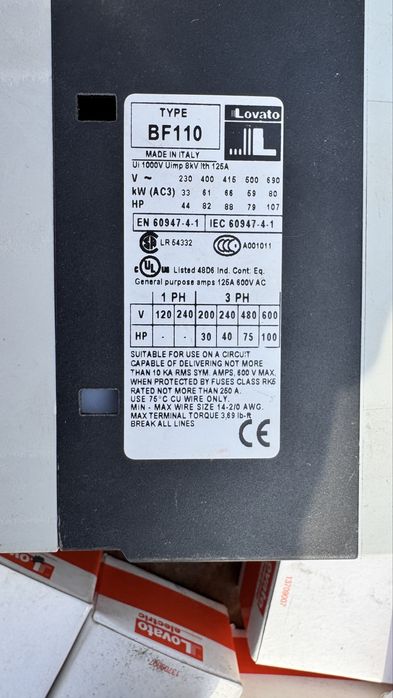 TYPE
BF110
Lovato
L
MADE IN ITALY
Ui 1000V Uimp 8kV Ith 125A
V ~ 230 400 415 500 690
kW (AC3) 33 61 66 59 80
HP 44 82 88 79 107
EN 60947-4-1 IEC 60947-4-1
LR 54332 CCC A001011
c UL us Listed 48D6 Ind. Cont. Eq.
General purpose amps 125A 600V AC
1 PH 3 PH
V 120 240 200 240 480 600
HP - - 30 40 75 100
SUITABLE FOR USE ON A CIRCUIT
CAPABLE OF DELIVERING NOT MORE
THAN 10 KA RMS SYM. AMPS, 600 V MAX.
WHEN PROTECTED BY FUSES CLASS RK5
RATED NOT MORE THAN 250 A.
USE 75°C CU WIRE ONLY.
MIN - MAX WIRE SIZE 14-2/0 AWG.
MAX TERMINAL TORQUE 3,69 lb-ft
BREAK ALL LINES
CE
Lovato
electric